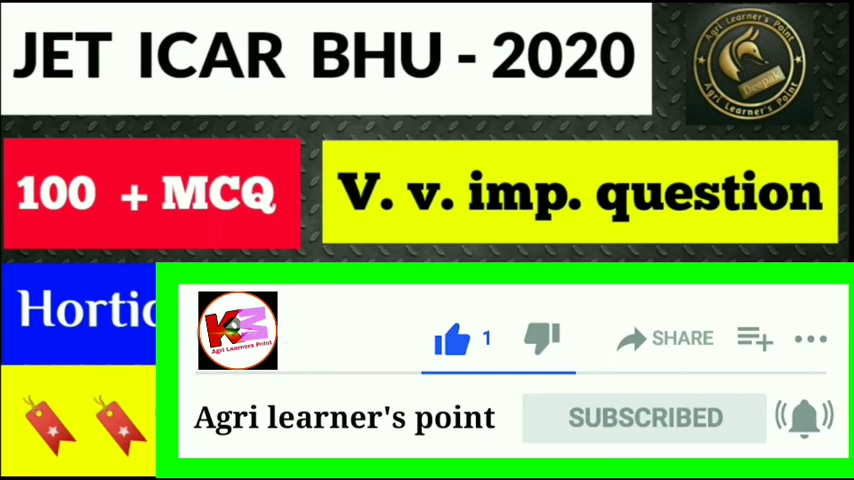 JET ICAR BHU - 2020
Agri Learner's Point
Deepak
Agri Learner's Point
100 + MCQ
V. v. imp. question
Hortic
KS
Agri Learners Point
1
SHARE
Agri learner's point
SUBSCRIBED